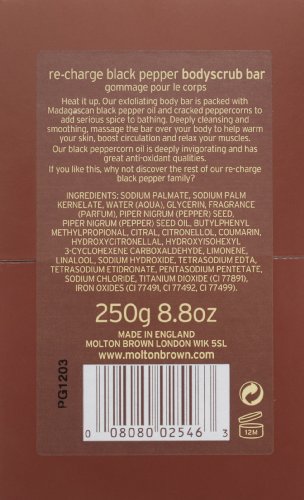 re-charge black pepper bodyscrub bar
gommage pour le corps
Heat it up. Our exfoliating body bar is packed with
Madagascan black pepper oil and cracked peppercorns to
add serious spice to bathing. Deeply cleansing and
smoothing, massage the bar over your body to help warm
your skin, boost circulation and relax tired muscles.
Our black peppercorn oil is deeply invigorating and has
great anti-oxidant qualities.
If you like this, why not discover the rest of our re-charge
black pepper family?
INGREDIENTS: SODIUM PALMATE, SODIUM PALM
KERNELATE, WATER (AQUA), GLYCERIN, FRAGRANCE
(PARFUM), PIPER NIGRUM (PEPPER) SEED,
PIPER NIGRUM (PEPPER) SEED OIL, BUTYLPHENYL
METHYLPROPIONAL, CITRAL, CITRONELLOL, COUMARIN,
HYDROXYCITRONELLAL, HYDROXYISOHEXYL
3-CYCLOHEXENE CARBOXALDEHYDE, LIMONENE,
LINALOOL, SODIUM HYDROXIDE, TETRASODIUM EDTA,
TETRASODIUM ETIDRONATE, PENTASODIUM PENTETATE,
SODIUM CHLORIDE, TITANIUM DIOXIDE (CI 77891),
IRON OXIDES (CI 77491, CI 77492, CI 77499).
250g 8.8oz
MADE IN ENGLAND
MOLTON BROWN LONDON W1K 5SL
www.moltonbrown.com
PG1203
0 08080 02546 3
12M